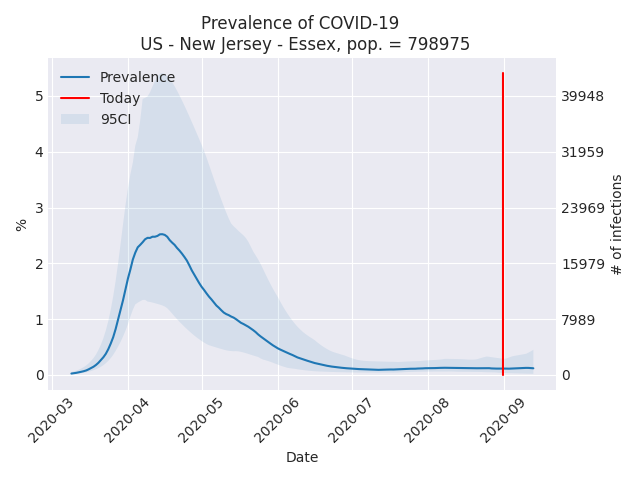 Prevalence of COVID-19
US - New Jersey - Essex, pop. = 798975
Prevalence
Today
95CI
5
4
3
2
1
0
%
39948
31959
23969
15979
7989
0
# of infections
2020-03
2020-04
2020-05
2020-06
2020-07
2020-08
2020-09
Date